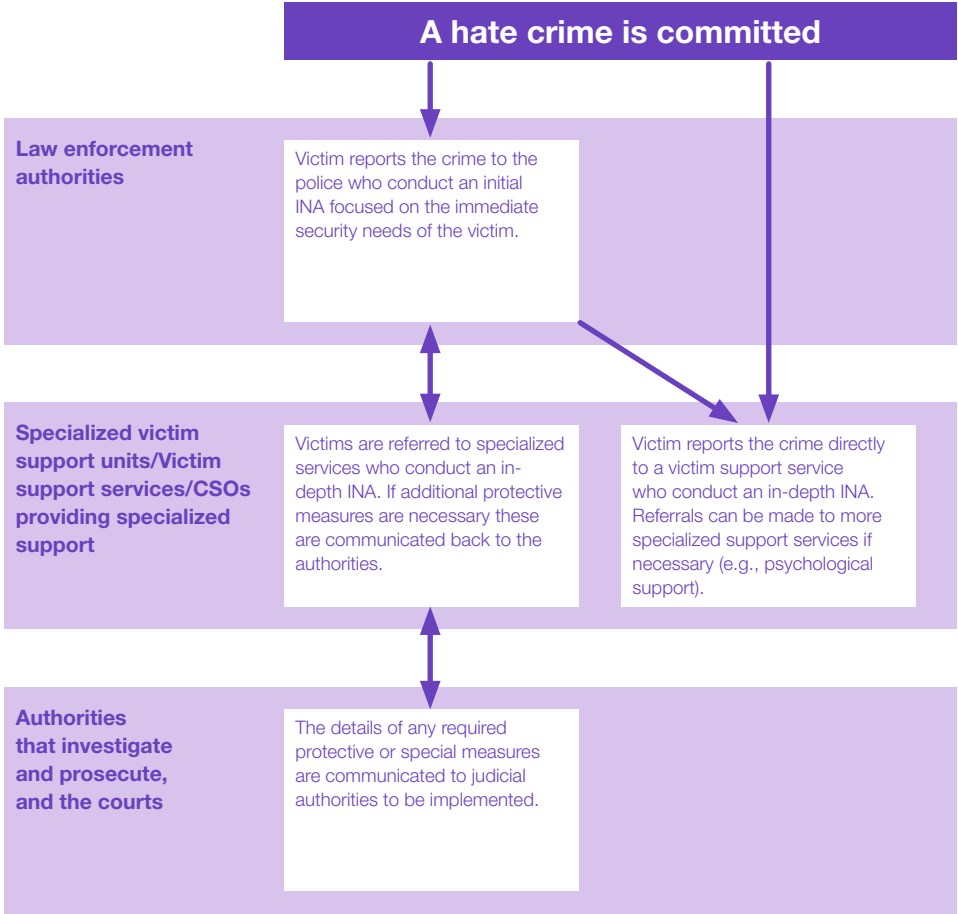 A hate crime is committed
Law enforcement
authorities
Victim reports the crime to the
police who conduct an initial
INA focused on the immediate
security needs of the victim.
Specialized victim
support units/Victim
support services/CSOs
providing specialized
support
Victims are referred to specialized
services who conduct an in-
depth INA. If additional protective
measures are necessary these
are communicated back to the
authorities.
Victim reports the crime directly
to a victim support service
who conduct an in-depth INA.
Referrals can be made to more
specialized support services if
necessary (e.g., psychological
support).
Authorities
that investigate
and prosecute,
and the courts
The details of any required
protective or special measures
are communicated to judicial
authorities to be implemented.